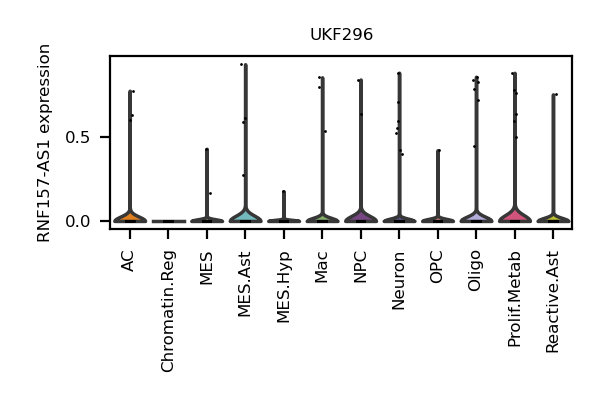 UKF296
RNF157-AS1 expression
0.5
0.0
AC
Chromatin.Reg
MES
MES.Ast
MES.Hyp
Mac
NPC
Neuron
OPC
Oligo
Prolif.Metab
Reactive.Ast